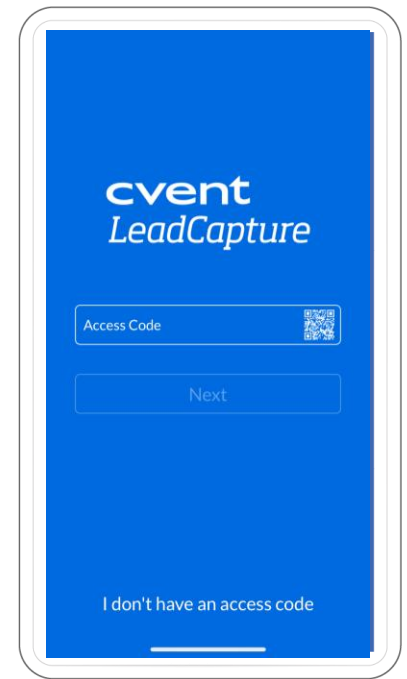 cvent
LeadCapture
Access Code
Next
I don't have an access code